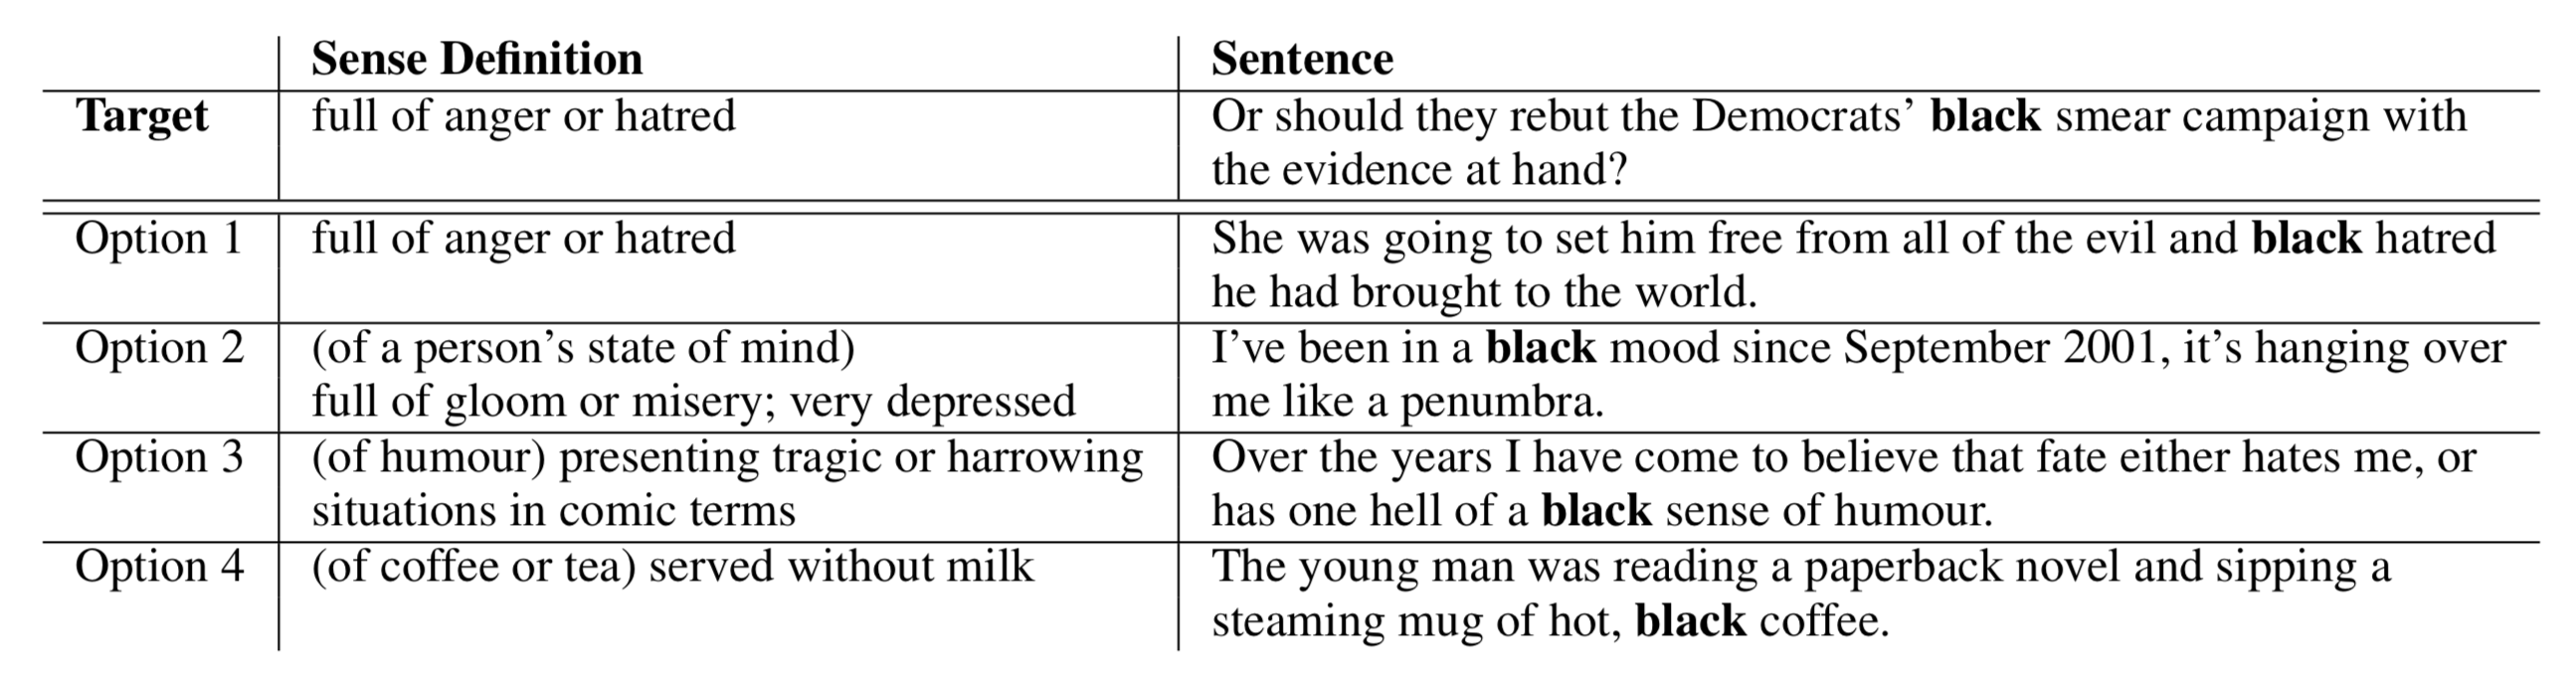 Sense Definition Sentence
Target full of anger or hatred Or should they rebut the Democrats’ black smear campaign with
the evidence at hand?
Option 1 full of anger or hatred She was going to set him free from all of the evil and black hatred
he had brought to the world.
Option 2 (of a person’s state of mind) I’ve been in a black mood since September 2001, it’s hanging over
full of gloom or misery; very depressed me like a penumbra.
Option 3 (of humour) presenting tragic or harrowing Over the years I have come to believe that fate either hates me, or
situations in comic terms has one hell of a black sense of humour.
Option 4 (of coffee or tea) served without milk The young man was reading a paperback novel and sipping a
steaming mug of hot, black coffee.